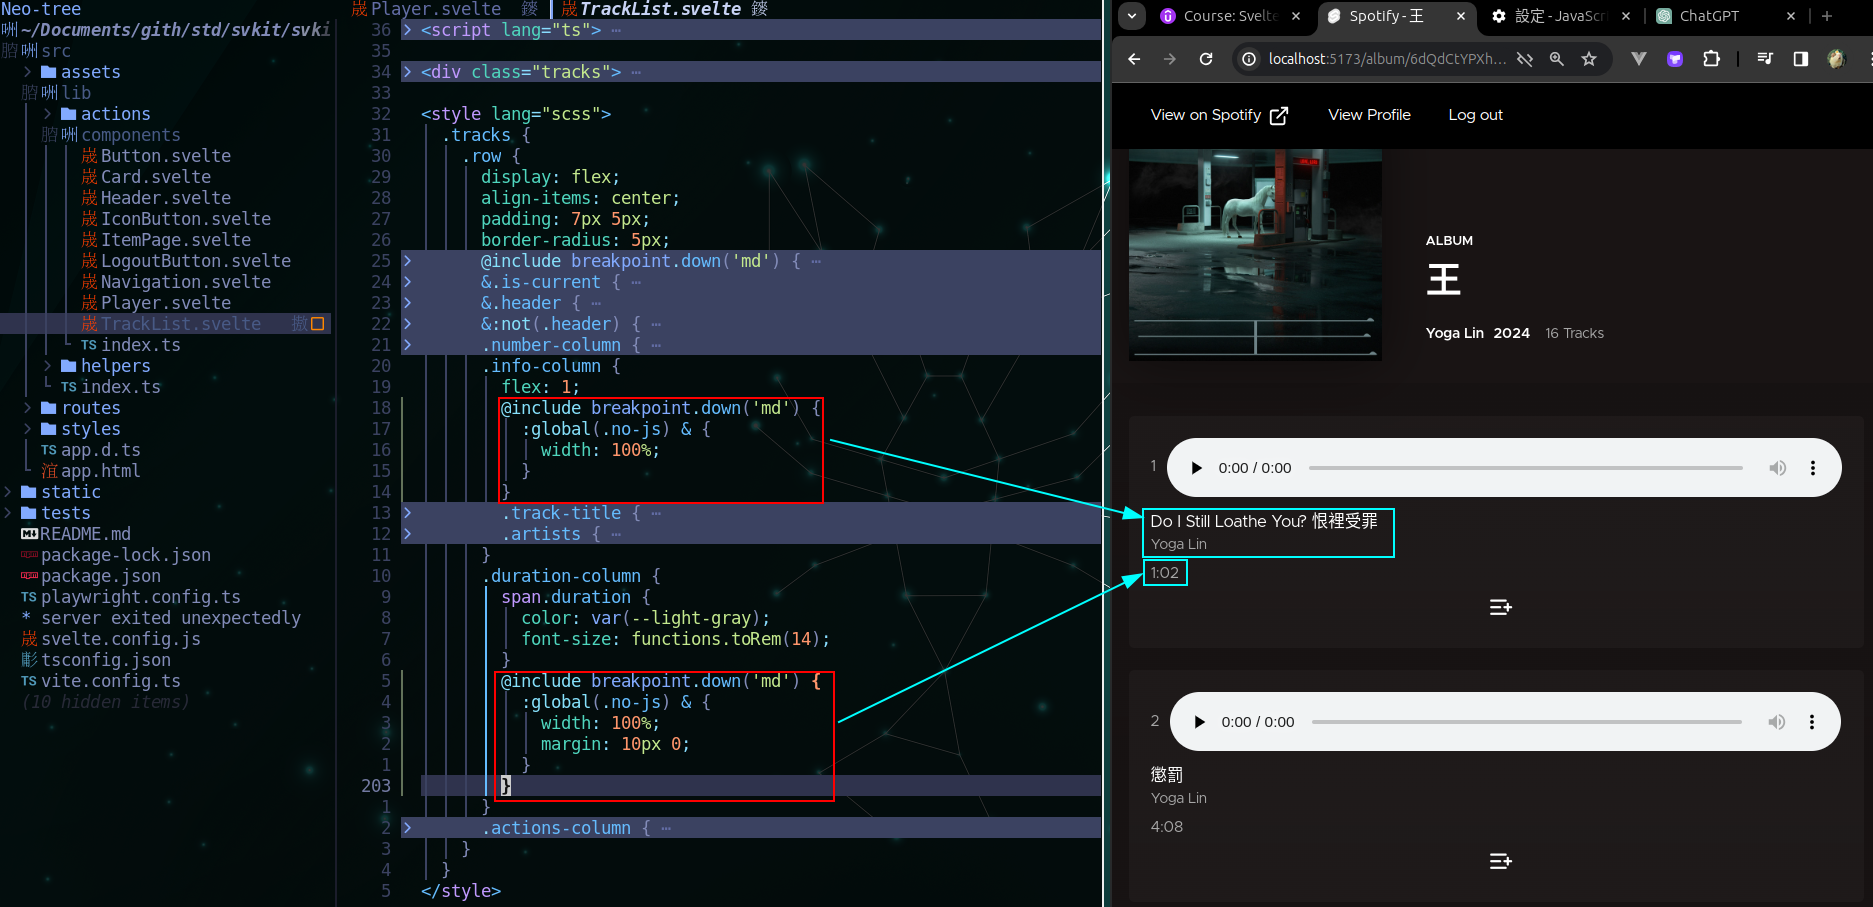 Neo-tree
~/Documents/gith/std/svkit/svki
src
assets
lib
actions
components
Button.svelte
Card.svelte
Header.svelte
IconButton.svelte
ItemPage.svelte
LogoutButton.svelte
Navigation.svelte
Player.svelte
TrackList.svelte
TS index.ts
helpers
TS index.ts
routes
styles
TS app.d.ts
app.html
static
tests
README.md
package-lock.json
package.json
TS playwright.config.ts
* server exited unexpectedly
svelte.config.js
tsconfig.json
TS vite.config.ts
(10 hidden items)
Player.svelte
TrackList.svelte
36 > <script lang="ts"> ⋯
35
34 > <div class="tracks"> ⋯
33
32 <style lang="scss">
31 .tracks {
30 .row {
29 display: flex;
28 align-items: center;
27 padding: 7px 5px;
26 border-radius: 5px;
25 > @include breakpoint.down('md') { ⋯
24 > &.is-current { ⋯
23 > &.header { ⋯
22 > &:not(.header) { ⋯
21 > .number-column { ⋯
20 .info-column {
19 flex: 1;
18 @include breakpoint.down('md') {
17 :global(.no-js) & {
16 width: 100%;
15 }
14 }
13 > .track-title { ⋯
12 > .artists { ⋯
11 }
10 .duration-column {
9 span.duration {
8 color: var(--light-gray);
7 font-size: functions.toRem(14);
6 }
5 @include breakpoint.down('md') {
4 :global(.no-js) & {
3 width: 100%;
2 margin: 10px 0;
1 }
203 }
1 }
2 > .actions-column { ⋯
3 }
4 }
5 </style>
Course: Svelte
Spotify - 王
設定 - JavaScri
ChatGPT
localhost:5173/album/6dQdCtYPXh...
View on Spotify
View Profile
Log out
ALBUM
王
Yoga Lin 2024 16 Tracks
1
0:00 / 0:00
Do I Still Loathe You? 恨裡受罪
Yoga Lin
1:02
2
0:00 / 0:00
懲罰
Yoga Lin
4:08